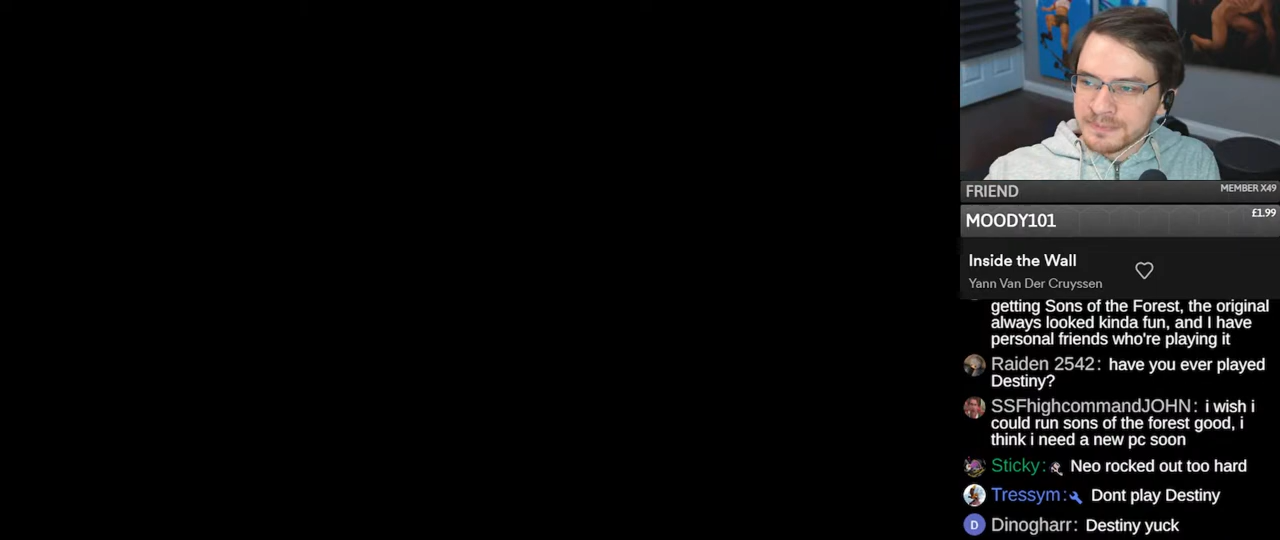 FRIEND
MEMBER X49
MOODY101
£1.99
Inside the Wall
Yann Van Der Cruyssen
getting Sons of the Forest, the original
always looked kinda fun, and I have
personal friends who're playing it
Raiden 2542: have you ever played
Destiny?
SSFhighcommandJOHN: i wish i
could run sons of the forest good, i
think i need a new pc soon
Sticky: Neo rocked out too hard
Tressym: Dont play Destiny
D Dinogharr: Destiny yuck